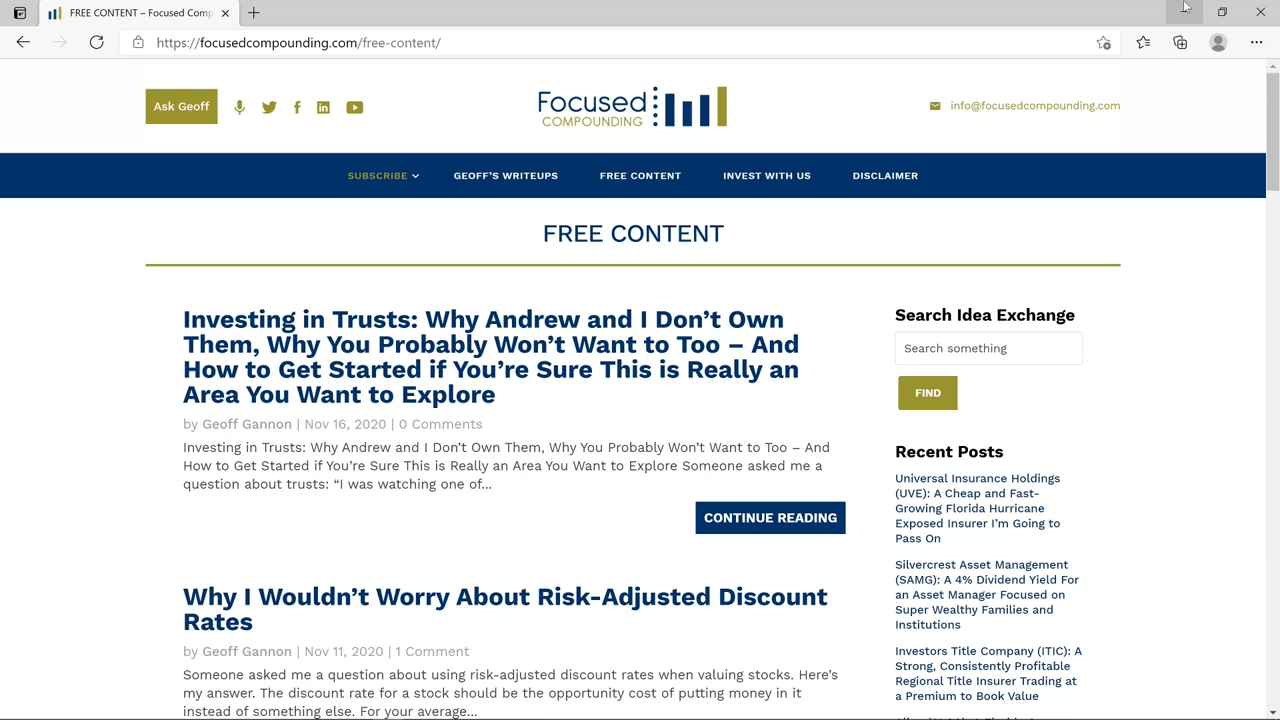 FREE CONTENT – Focused Comp
https://focusedcompounding.com/free-content/
Ask Geoff
Focused
COMPOUNDING
info@focusedcompounding.com
SUBSCRIBE
GEOFF'S WRITEUPS
FREE CONTENT
INVEST WITH US
DISCLAIMER
FREE CONTENT
Investing in Trusts: Why Andrew and I Don't Own
Them, Why You Probably Won't Want to Too – And
How to Get Started if You're Sure This is Really an
Area You Want to Explore
by Geoff Gannon | Nov 16, 2020 | 0 Comments
Investing in Trusts: Why Andrew and I Don't Own Them, Why You Probably Won't Want to Too – And
How to Get Started if You're Sure This is Really an Area You Want to Explore Someone asked me a
question about trusts: “I was watching one of...
CONTINUE READING
Why I Wouldn't Worry About Risk-Adjusted Discount
Rates
by Geoff Gannon | Nov 11, 2020 | 1 Comment
Someone asked me a question about using risk-adjusted discount rates when valuing stocks. Here's
my answer. The discount rate for a stock should be the opportunity cost of putting money in it
instead of something else. For your average...
Search Idea Exchange
Search something
FIND
Recent Posts
Universal Insurance Holdings
(UVE): A Cheap and Fast-
Growing Florida Hurricane
Exposed Insurer I'm Going to
Pass On
Silvercrest Asset Management
(SAMG): A 4% Dividend Yield For
an Asset Manager Focused on
Super Wealthy Families and
Institutions
Investors Title Company (ITIC): A
Strong, Consistently Profitable
Regional Title Insurer Trading at
a Premium to Book Value